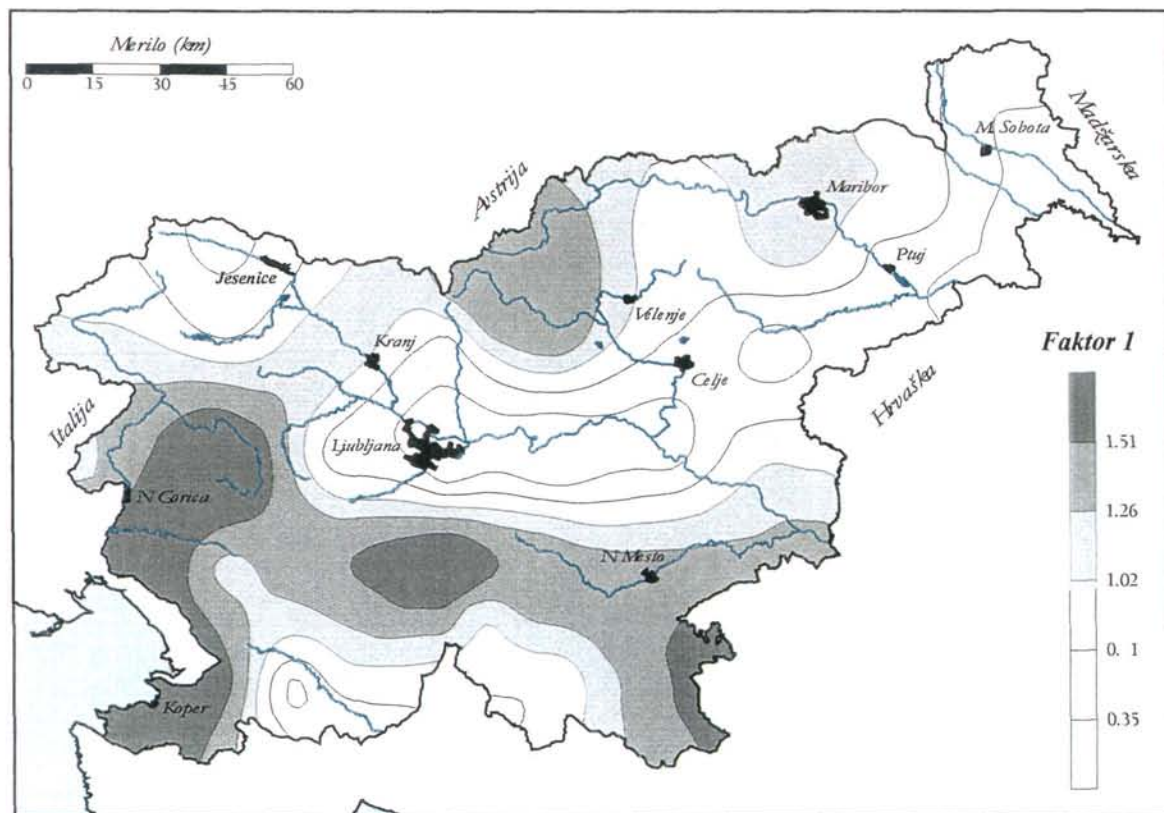 Merilo (km)
0 15 30 45 60
Madžarska
M. Sobota
Avstrija
Maribor
Ptuj
Jesenice
Velenje
Kranj
Celje
Hrvaška
Faktor 1
Italija
Ljubljana
N Gorica
N Mesto
Koper
1.51
1.26
1.02
0. 1
0.35